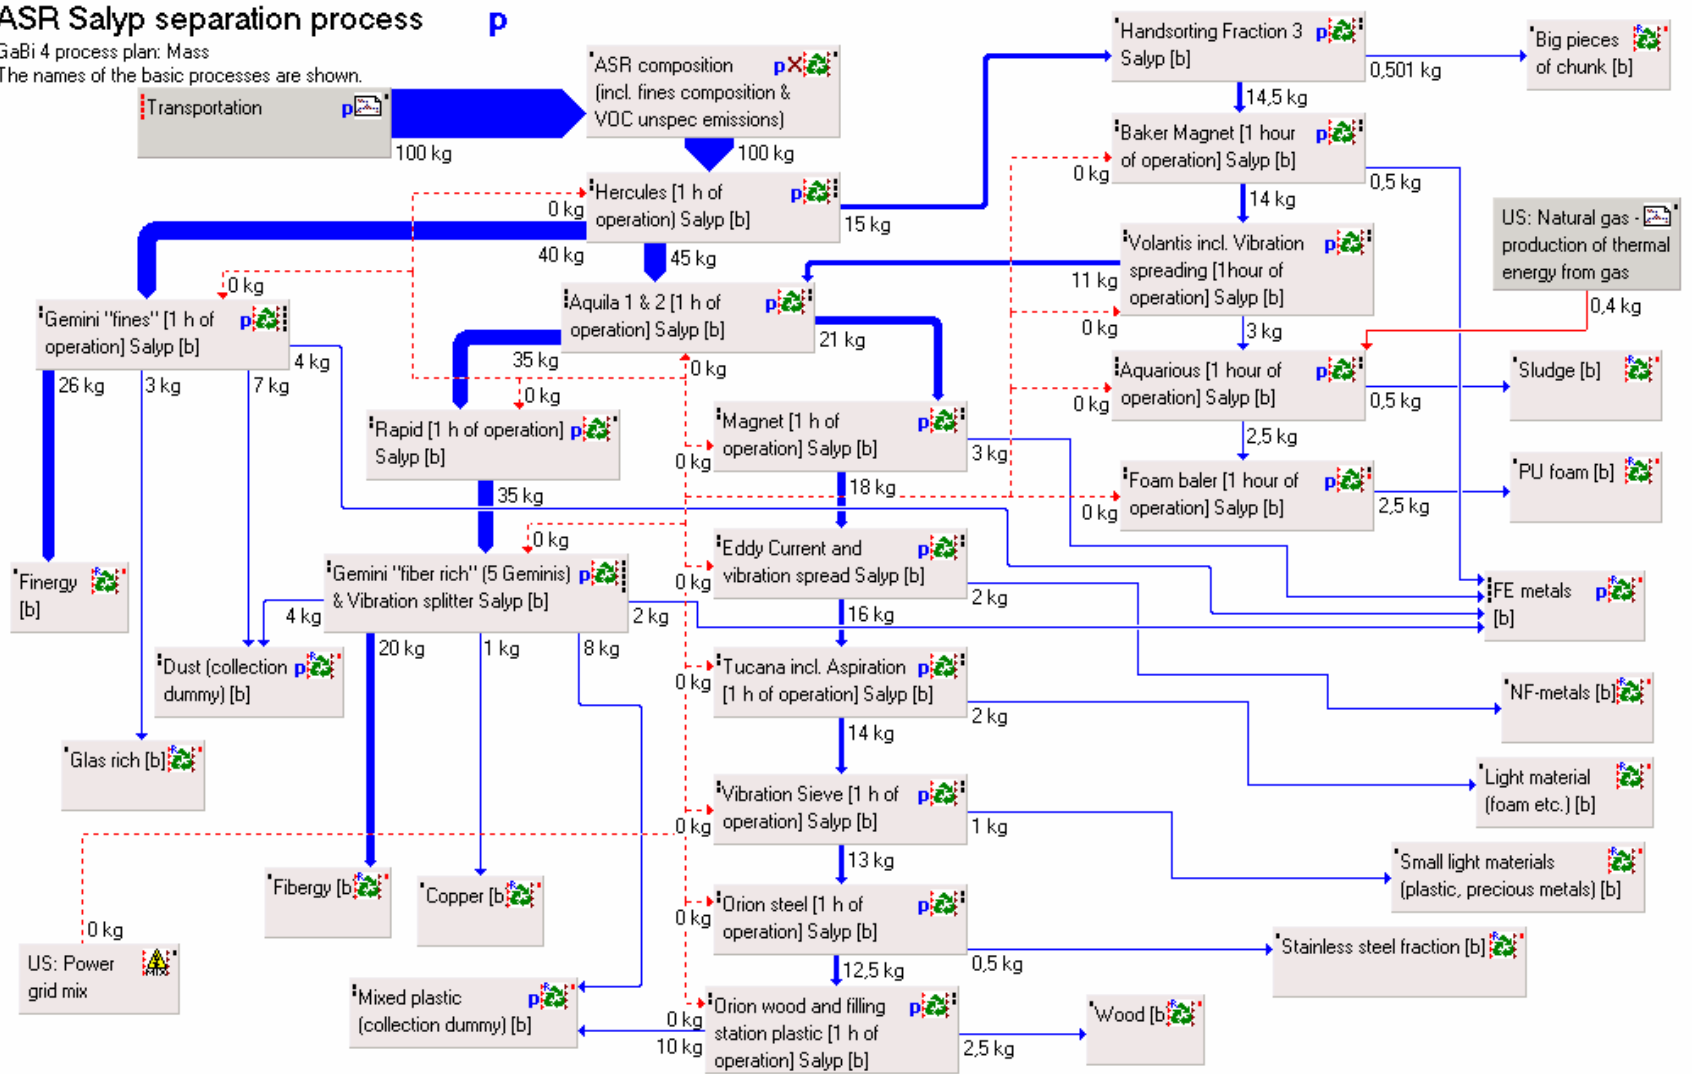 ASR Salyp separation process p
GaBi 4 process plan: Mass
The names of the basic processes are shown.
Transportation p
100 kg
ASR composition pX
(incl. fines composition &
VOC unspec emissions)
100 kg
Hercules [1 h of p
operation] Salyp [b]
0 kg
40 kg
45 kg
15 kg
Handsorting Fraction 3 p
Salyp [b]
0,501 kg
Big pieces
of chunk [b]
14,5 kg
Baker Magnet [1 hour p
of operation] Salyp [b]
0 kg
0,5 kg
14 kg
Volantis incl. Vibration p
spreading [1hour of
operation] Salyp [b]
11 kg
0 kg
3 kg
US: Natural gas -
production of thermal
energy from gas
0,4 kg
Aquarious [1 hour of p
operation] Salyp [b]
0 kg
0,5 kg
Sludge [b]
2,5 kg
Foam baler [1 hour of p
operation] Salyp [b]
0 kg
2,5 kg
PU foam [b]
0 kg
Gemini "fines" [1 h of p
operation] Salyp [b]
4 kg
26 kg
3 kg
7 kg
Aquila 1 & 2 [1 h of p
operation] Salyp [b]
35 kg
21 kg
0 kg
0 kg
Rapid [1 h of operation] p
Salyp [b]
35 kg
Magnet [1 h of p
operation] Salyp [b]
0 kg
3 kg
18 kg
0 kg
Gemini "fiber rich" (5 Geminis) p
& Vibration splitter Salyp [b]
4 kg
2 kg
20 kg
1 kg
8 kg
Eddy Current and p
vibration spread Salyp [b]
0 kg
2 kg
16 kg
FE metals p
[b]
Finergy
[b]
Dust (collection p
dummy) [b]
Glas rich [b]
Tucana incl. Aspiration p
[1 h of operation] Salyp [b]
0 kg
2 kg
14 kg
NF-metals [b]
Light material
(foam etc.) [b]
Vibration Sieve [1 h of p
operation] Salyp [b]
0 kg
1 kg
13 kg
Small light materials
(plastic, precious metals) [b]
Fibergy [b
Copper [b
Orion steel [1 h of p
operation] Salyp [b]
0 kg
0,5 kg
12,5 kg
Stainless steel fraction [b]
0 kg
US: Power
grid mix
MIX
Mixed plastic p
(collection dummy) [b]
Orion wood and filling p
station plastic [1 h of
operation] Salyp [b]
0 kg
10 kg
2,5 kg
Wood [b